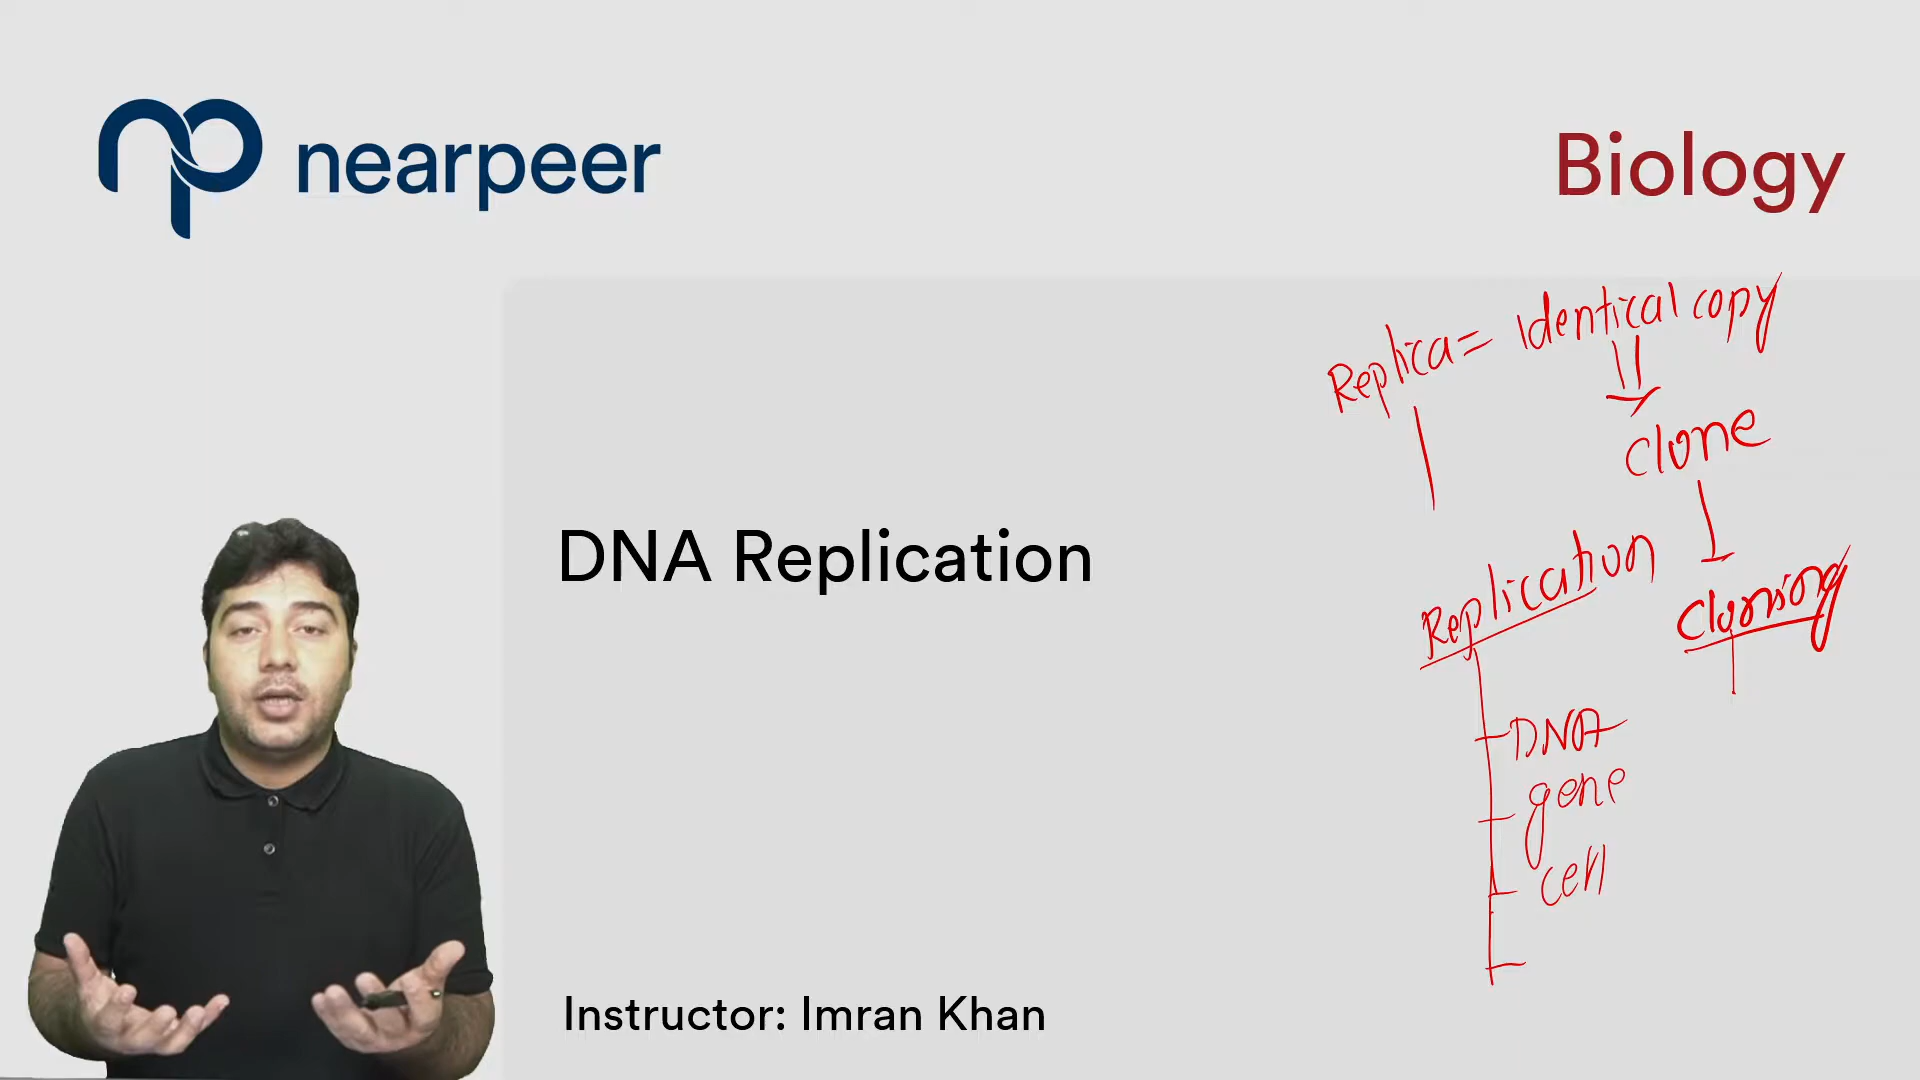 nearpeer
Biology
Replica = identical copy
clone
DNA Replication
Replication
Cloning
DNA
gene
cell
Instructor: Imran Khan